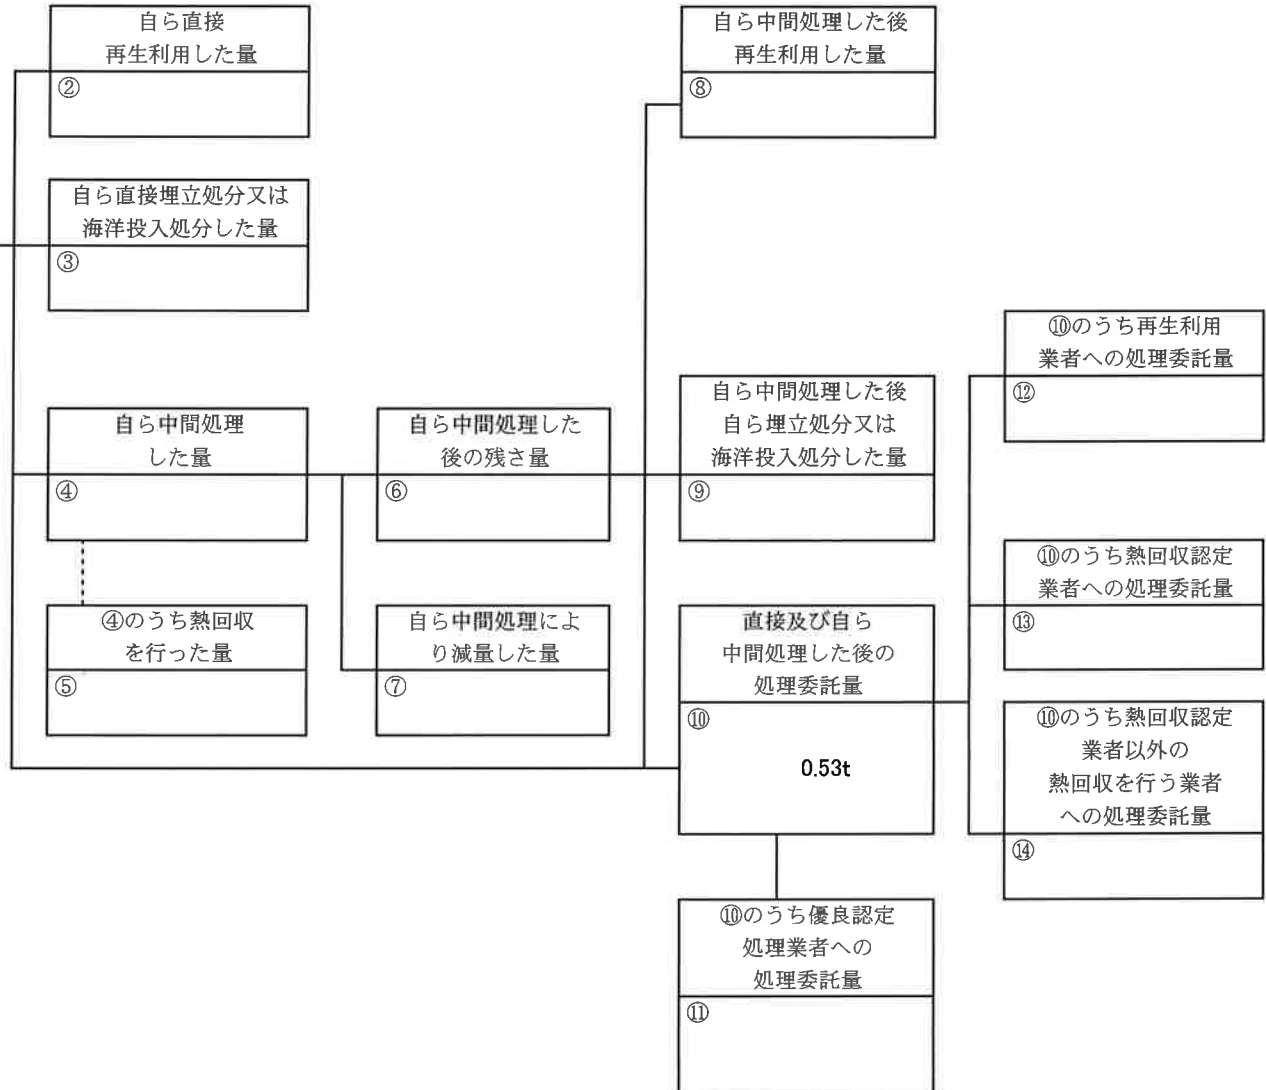 自ら直接
再生利用した量
②
自ら中間処理した後
再生利用した量
⑧
自ら直接埋立処分又は
海洋投入処分した量
③
⑩のうち再生利用
業者への処理委託量
⑫
自ら中間処理
した量
④
自ら中間処理した
後の残さ量
⑥
自ら中間処理した後
自ら埋立処分又は
海洋投入処分した量
⑨
⑩のうち熱回収認定
業者への処理委託量
⑬
④のうち熱回収
を行った量
⑤
自ら中間処理によ
り減量した量
⑦
直接及び自ら
中間処理した後の
処理委託量
⑩
0.53t
⑩のうち熱回収認定
業者以外の
熱回収を行う業者
への処理委託量
⑭
⑩のうち優良認定
処理業者への
処理委託量
⑪